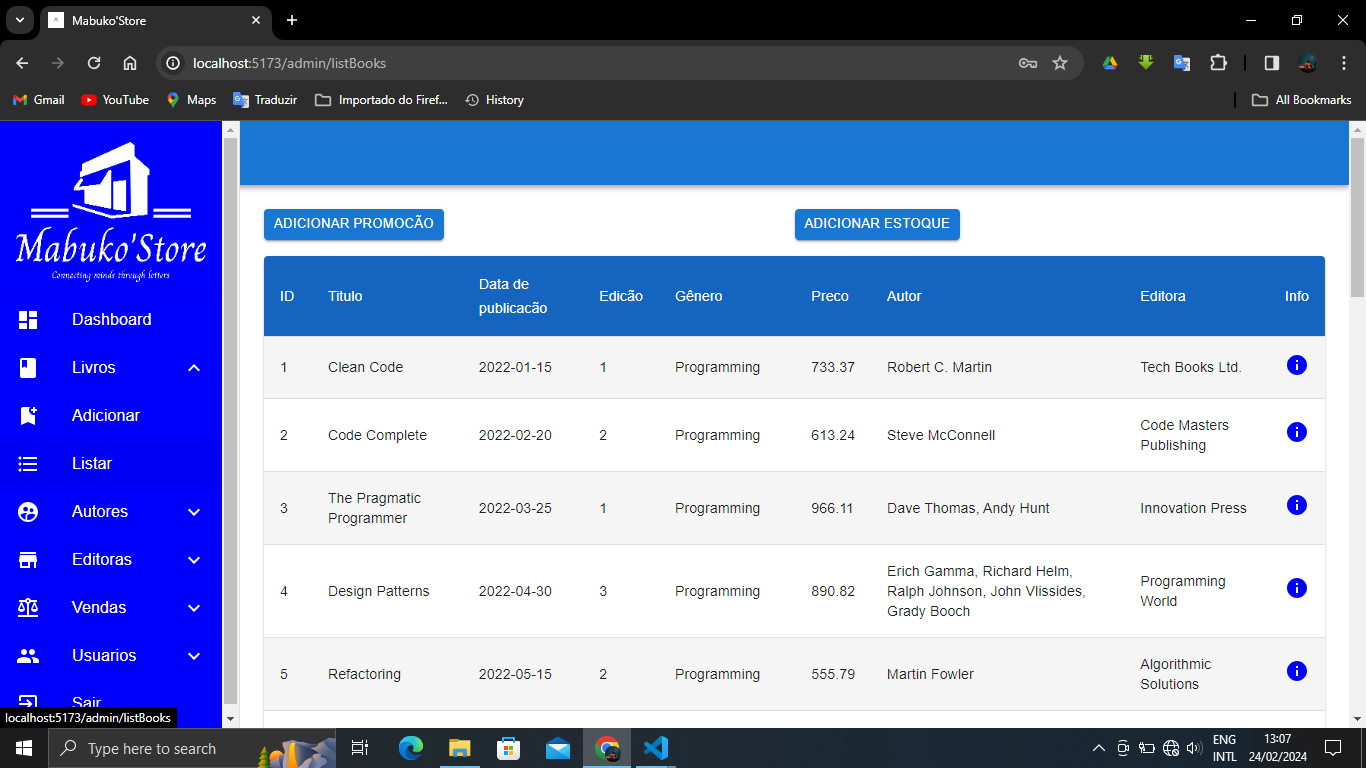 Mabuko'Store
localhost:5173/admin/listBooks
Gmail
YouTube
Maps
Traduzir
Importado do Firef...
History
All Bookmarks
Mabuko'Store
Connecting minds through letters
Dashboard
Livros
Adicionar
Listar
Autores
Editoras
Vendas
Usuarios
Sair
localhost:5173/admin/listBooks
ADICIONAR PROMOCÃO
ADICIONAR ESTOQUE
ID Titulo Data de publicacão Edicão Gênero Preco Autor Editora Info
1 Clean Code 2022-01-15 1 Programming 733.37 Robert C. Martin Tech Books Ltd.
2 Code Complete 2022-02-20 2 Programming 613.24 Steve McConnell Code Masters Publishing
3 The Pragmatic Programmer 2022-03-25 1 Programming 966.11 Dave Thomas, Andy Hunt Innovation Press
4 Design Patterns 2022-04-30 3 Programming 890.82 Erich Gamma, Richard Helm, Ralph Johnson, John Vlissides, Grady Booch Programming World
5 Refactoring 2022-05-15 2 Programming 555.79 Martin Fowler Algorithmic Solutions
Type here to search
ENG
INTL
13:07
24/02/2024